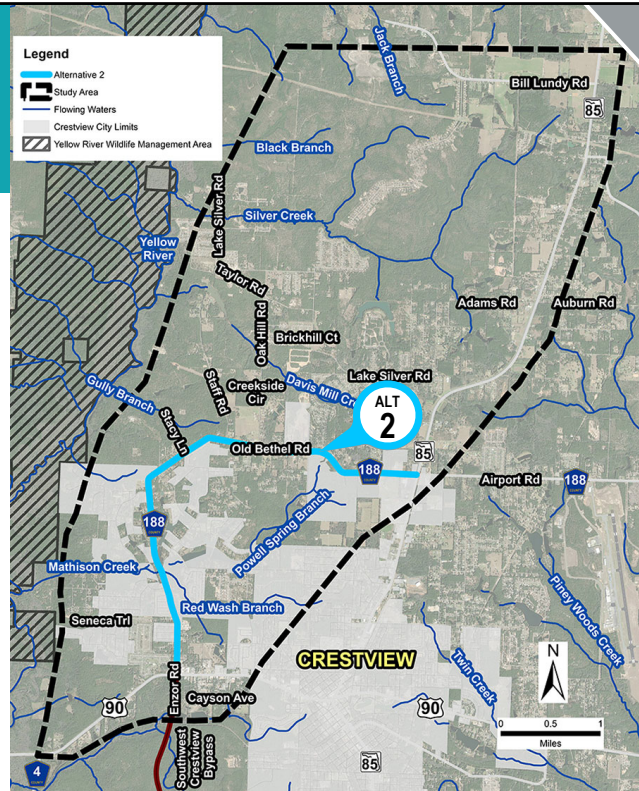 Legend
Alternative 2
Study Area
Flowing Waters
Crestview City Limits
Yellow River Wildlife Management Area
Jack Branch
Bill Lundy Rd
85
Black Branch
Lake Silver Rd
Silver Creek
Yellow
River
Taylor Rd
Adams Rd
Auburn Rd
Oak Hill Rd
Brickhill Ct
Lake Silver Rd
Gully Branch
Staff Rd
Creekside
Cir
Davis Mill Cre
ALT
2
Stacy Ln
Old Bethel Rd
85
188
COUNTY
Airport Rd
188
COUNTY
188
COUNTY
Powell Spring Branch
Mathison Creek
Red Wash Branch
Piney Woods Creek
Seneca Trl
CRESTVIEW
Twin Creek
N
Enzor Rd
Cayson Ave
90
90
0 0.5 1
Miles
Southwest
Crestview
Bypass
85
4
COUNTY